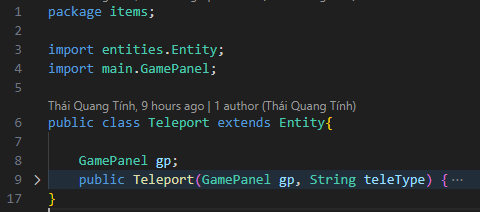 1 package items;
2
3 import entities.Entity;
4 import main.GamePanel;
5
Thái Quang Tính, 9 hours ago | 1 author (Thái Quang Tính)
6 public class Teleport extends Entity{
7
8 GamePanel gp;
9 > public Teleport(GamePanel gp, String teleType) {···
17 }